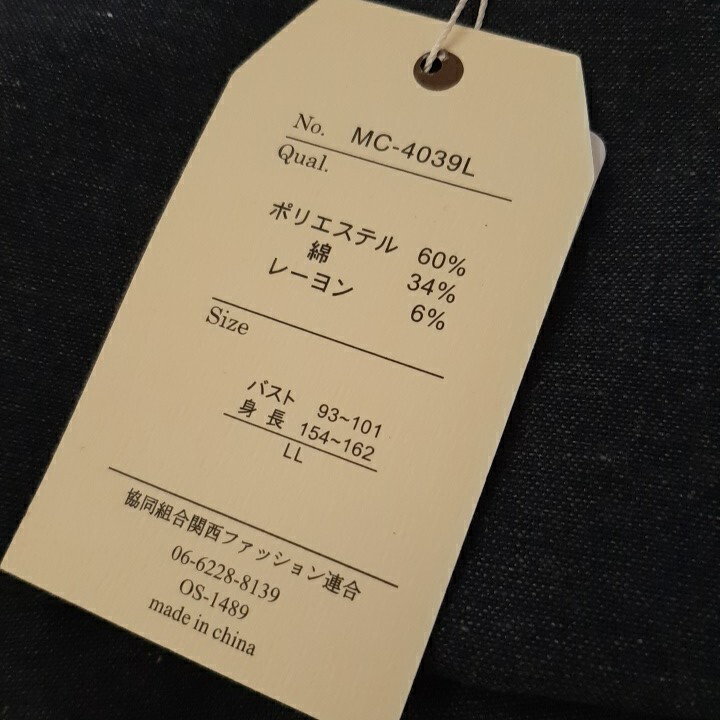 No. MC-4039L
Qual.
ポリエステル 60%
綿 34%
レーヨン 6%
Size
バスト 93~101
身長 154~162
LL
協同組合関西ファッション連合
06-6228-8139
OS-1489
made in china